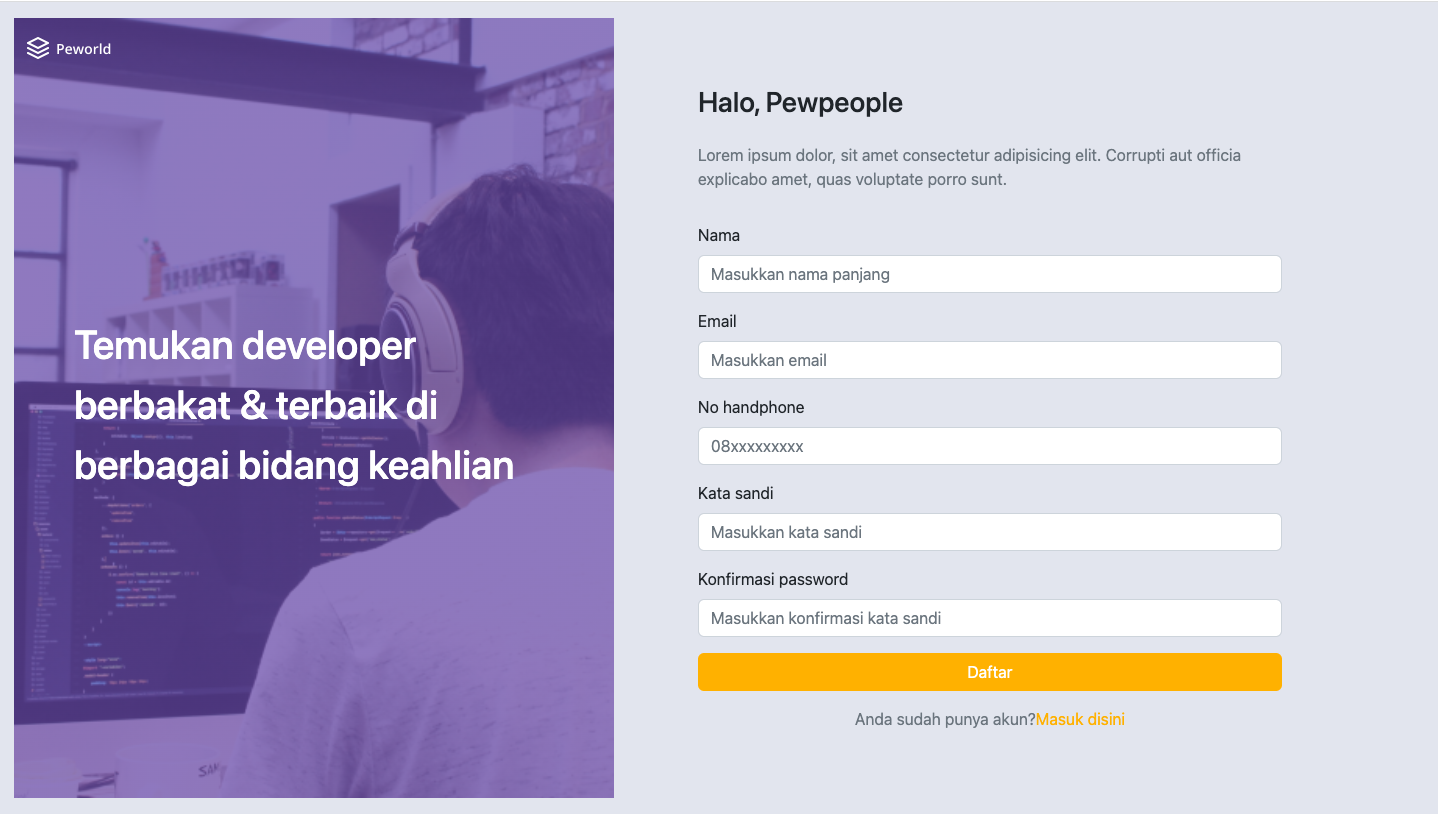 Peworld
Temukan developer
berbakat & terbaik di
berbagai bidang keahlian
Halo, Pewpeople
Lorem ipsum dolor, sit amet consectetur adipisicing elit. Corrupti aut officia
explicabo amet, quas voluptate porro sunt.
Nama
Masukkan nama panjang
Email
Masukkan email
No handphone
08xxxxxxxxx
Kata sandi
Masukkan kata sandi
Konfirmasi password
Masukkan konfirmasi kata sandi
Daftar
Anda sudah punya akun?Masuk disini